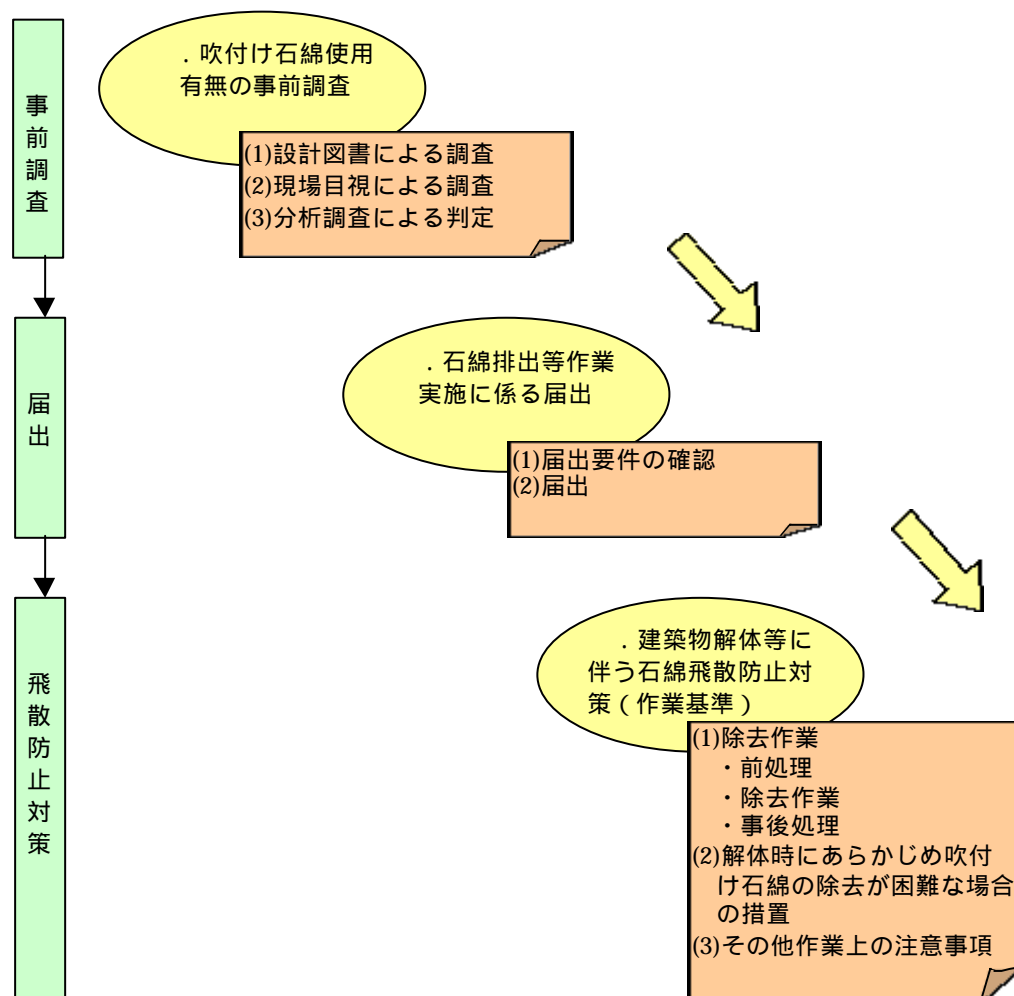 事前調査
．吹付け石綿使用
有無の事前調査
(1)設計図書による調査
(2)現場目視による調査
(3)分析調査による判定
届出
．石綿排出等作業
実施に係る届出
(1)届出要件の確認
(2)届出
飛散防止対策
．建築物解体等に
伴う石綿飛散防止対
策（作業基準）
(1)除去作業
・前処理
・除去作業
・事後処理
(2)解体時にあらかじめ吹付
け石綿の除去が困難な場合
の措置
(3)その他作業上の注意事項